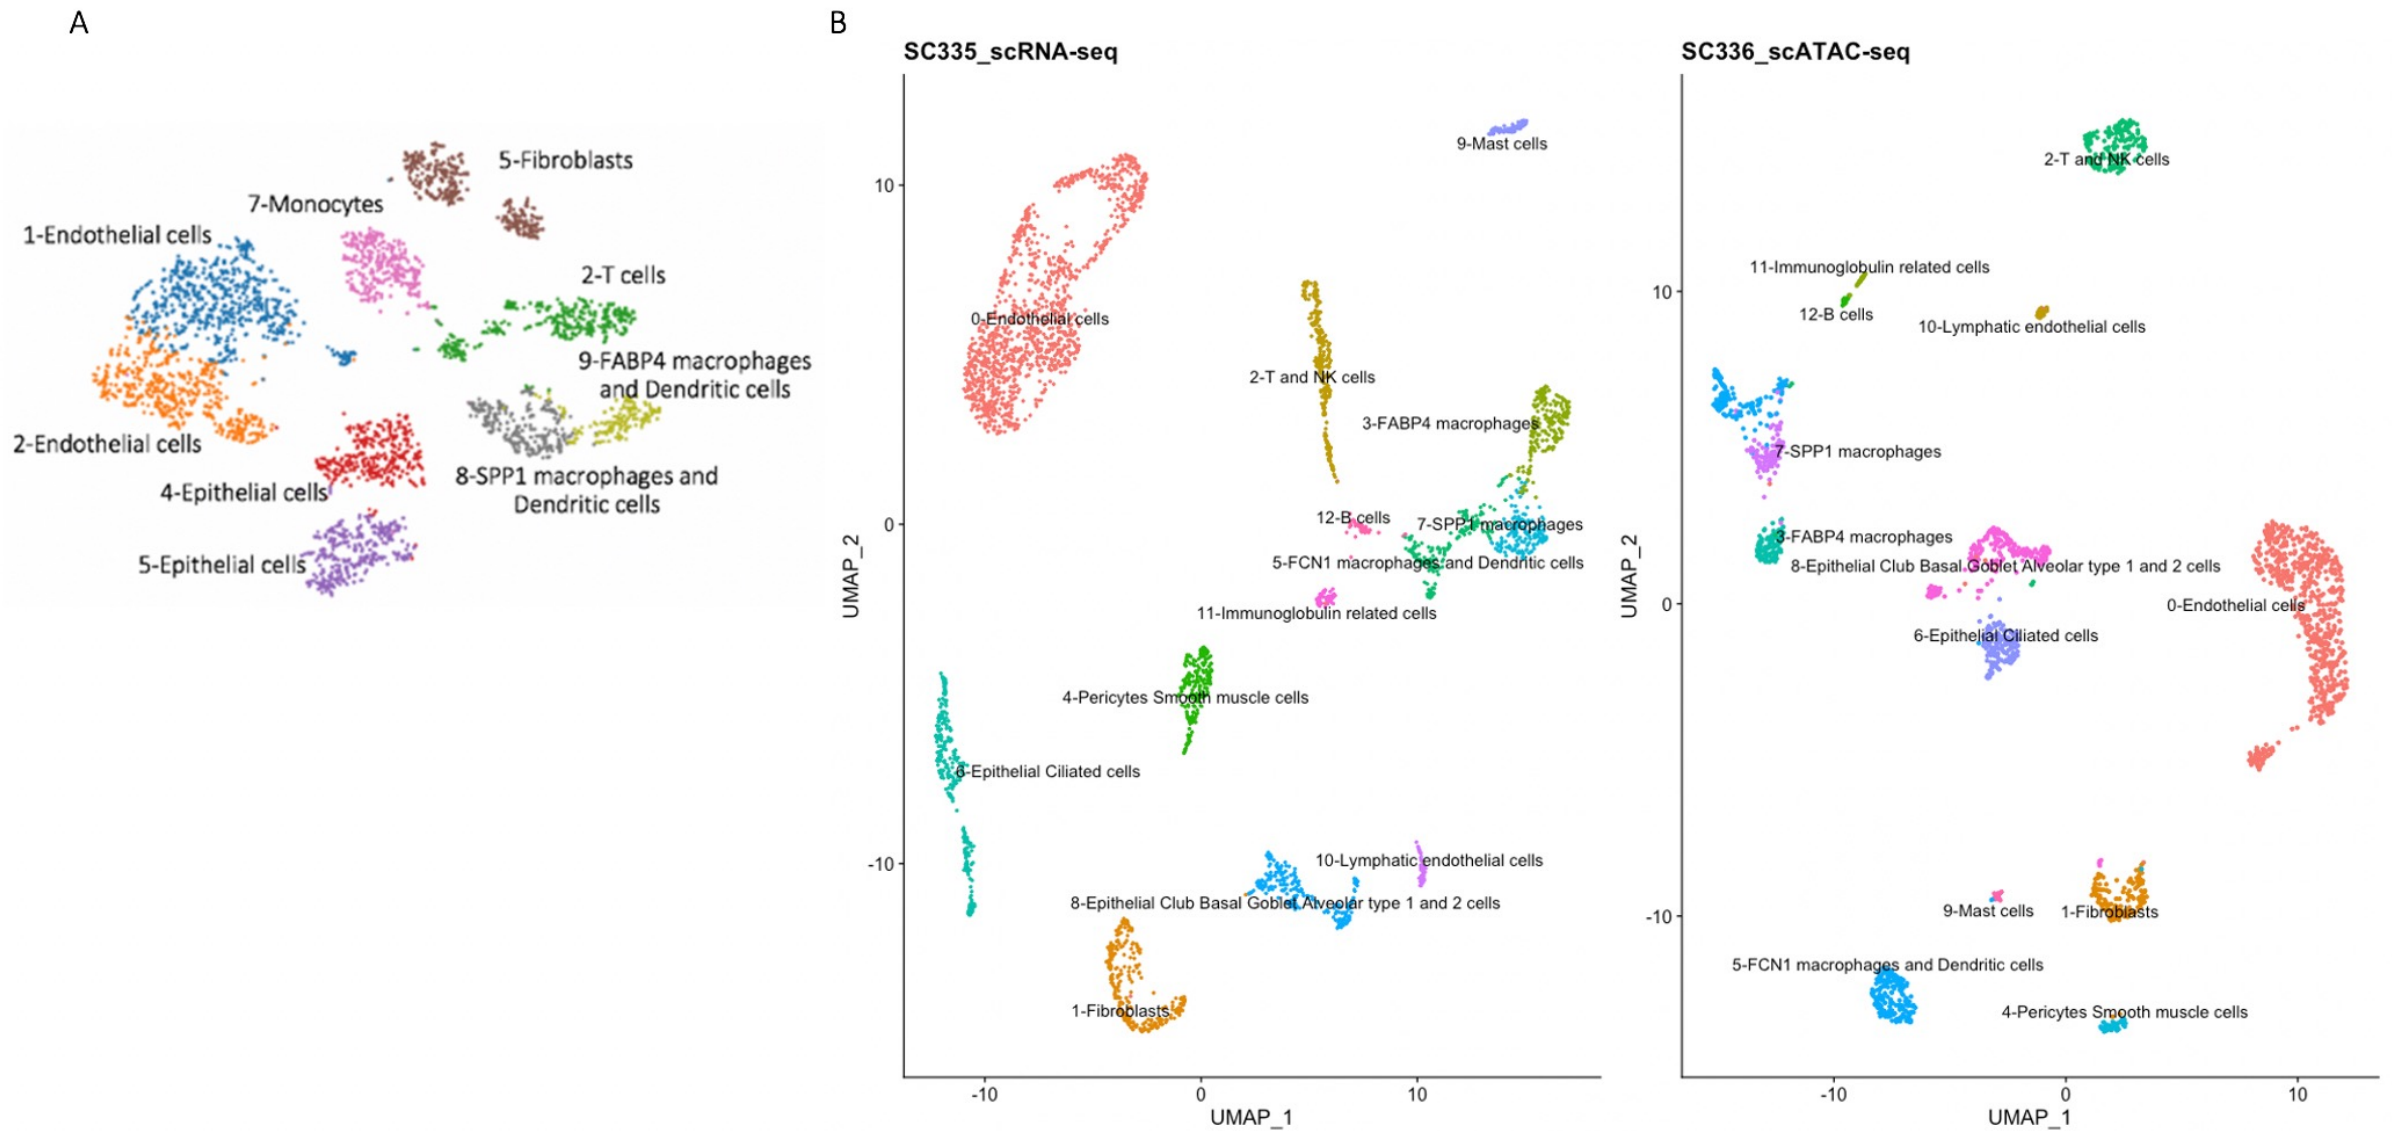 A
B
5-Fibroblasts
7-Monocytes
1-Endothelial cells
2-T cells
9-FABP4 macrophages
and Dendritic cells
2-Endothelial cells
8-SPP1 macrophages and
Dendritic cells
4-Epithelial cells
5-Epithelial cells
SC335_scRNA-seq
9-Mast cells
10
0-Endothelial cells
2-T and NK cells
3-FABP4 macrophages
12-B cells
7-SPP1 macrophages
0
5-FCN1 macrophages and Dendritic cells
11-Immunoglobulin related cells
4-Pericytes Smooth muscle cells
6-Epithelial Ciliated cells
10-Lymphatic endothelial cells
-10
8-Epithelial Club Basal Goblet Alveolar type 1 and 2 cells
1-Fibroblasts
UMAP_2
-10
0
10
UMAP_1
SC336_scATAC-seq
2-T and NK cells
11-Immunoglobulin related cells
10
12-B cells
10-Lymphatic endothelial cells
7-SPP1 macrophages
3-FABP4 macrophages
8-Epithelial Club Basal Goblet Alveolar type 1 and 2 cells
0
0-Endothelial cells
6-Epithelial Ciliated cells
9-Mast cells
1-Fibroblasts
-10
5-FCN1 macrophages and Dendritic cells
4-Pericytes Smooth muscle cells
UMAP_2
-10
0
10
UMAP_1